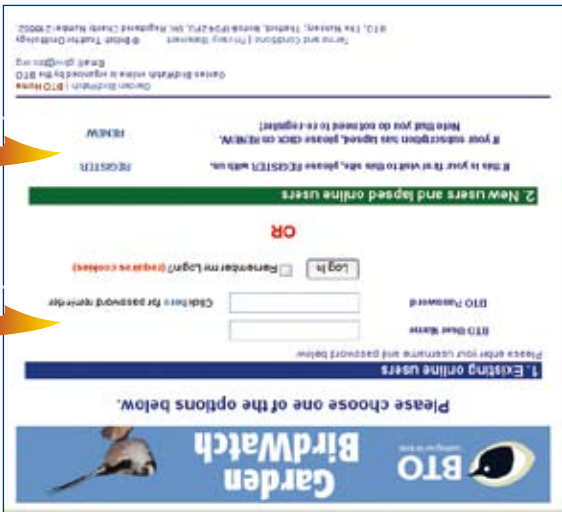 BTO
Garden
BirdWatch
Please choose one of the options below.
1. Existing online users
Please enter your username and password below
BTO User Name
BTO Password
Click here for password reminder
Log In
Remember me Login? (requires cookies)
OR
2. New users and lapsed online users
If this is your first visit to this site, please REGISTER with us.
REGISTER
If your subscription has lapsed, please click on RENEW.
Note that you do not need to re-register!
RENEW
Garden BirdWatch | BTO Home
Garden BirdWatch online is organised by the BTO
Email: gbw@bto.org
Terms and Conditions | Privacy Statement © British Trust for Ornithology
BTO, The Nunnery, Thetford, Norfolk IP24 2PU, UK. Registered Charity Number 216652.